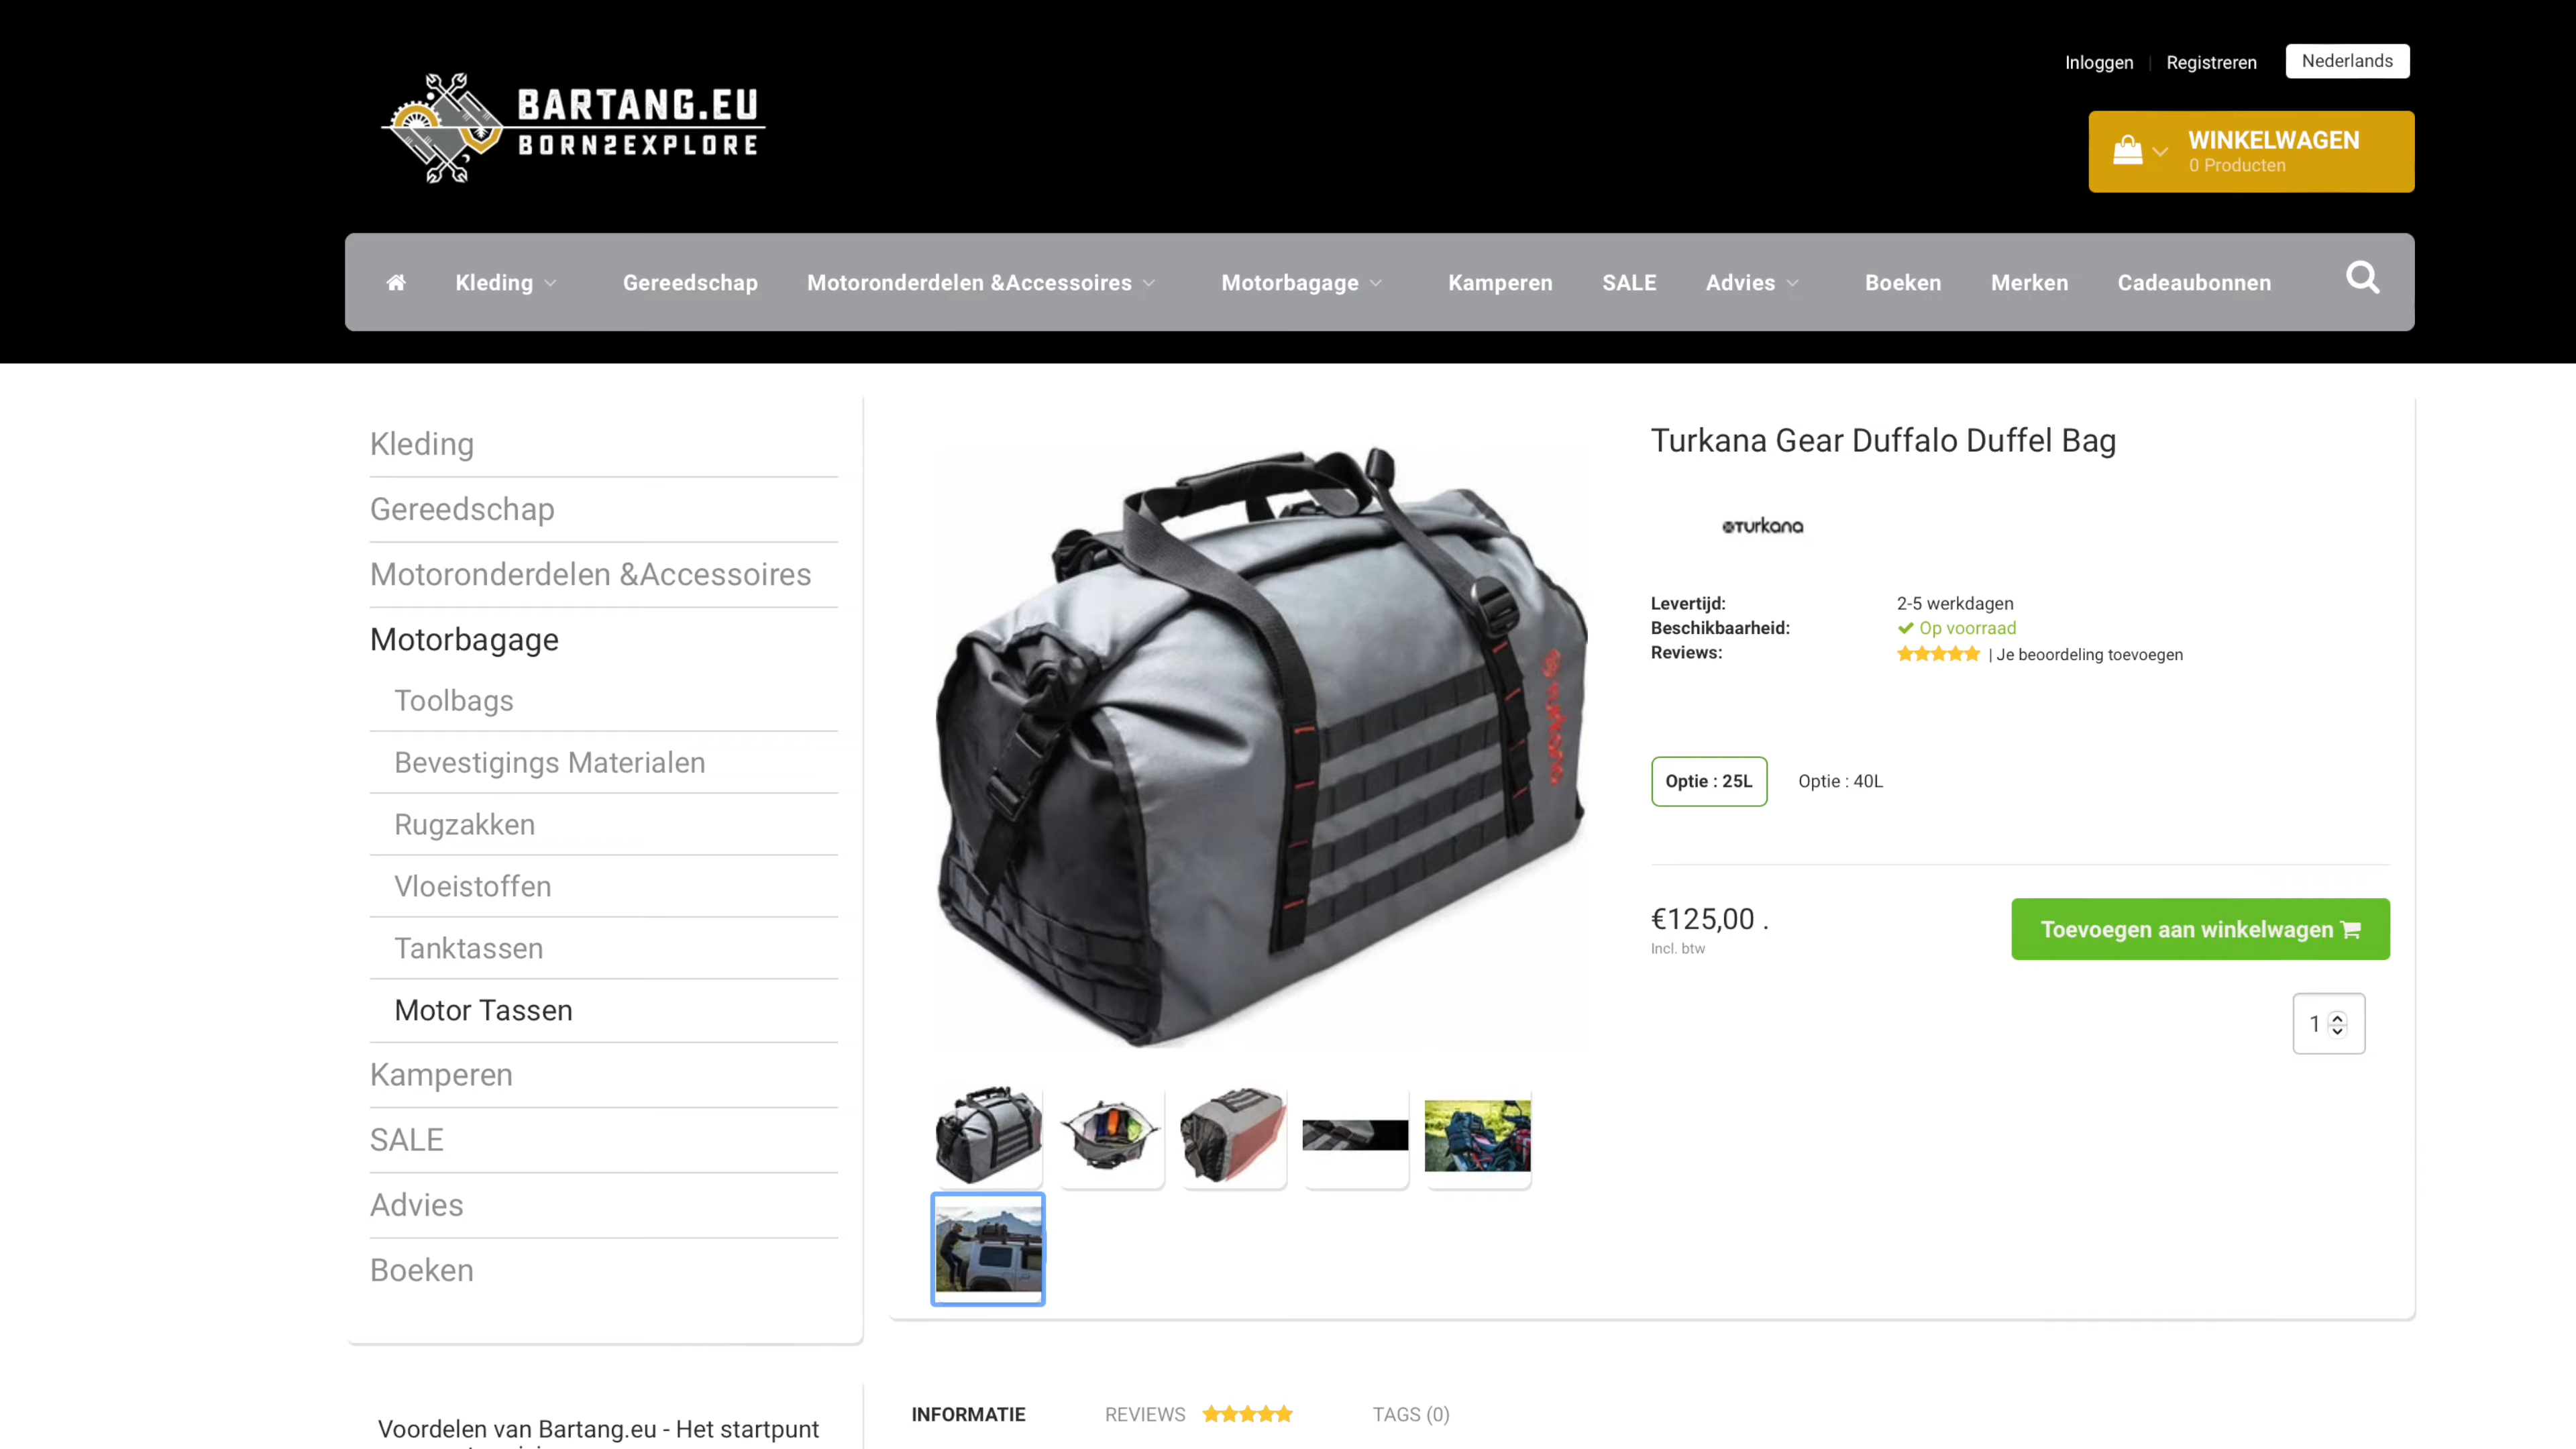 Inloggen | Registreren Nederlands
BARTANG.EU
BORN2EXPLORE
WINKELWAGEN
0 Producten
Kleding Gereedschap Motoronderdelen &Accessoires Motorbagage Kamperen SALE Advies Boeken Merken Cadeaubonnen
Kleding
Gereedschap
Motoronderdelen &Accessoires
Motorbagage
Toolbags
Bevestigings Materialen
Rugzakken
Vloeistoffen
Tanktassen
Motor Tassen
Kamperen
SALE
Advies
Boeken
Voordelen van Bartang.eu - Het startpunt
turkana
Turkana Gear Duffalo Duffel Bag
Turkana
Levertijd: 2-5 werkdagen
Beschikbaarheid: Op voorraad
Reviews: | Je beoordeling toevoegen
Optie : 25L Optie : 40L
€125,00 .
Incl. btw
Toevoegen aan winkelwagen
1
INFORMATIE REVIEWS TAGS (0)